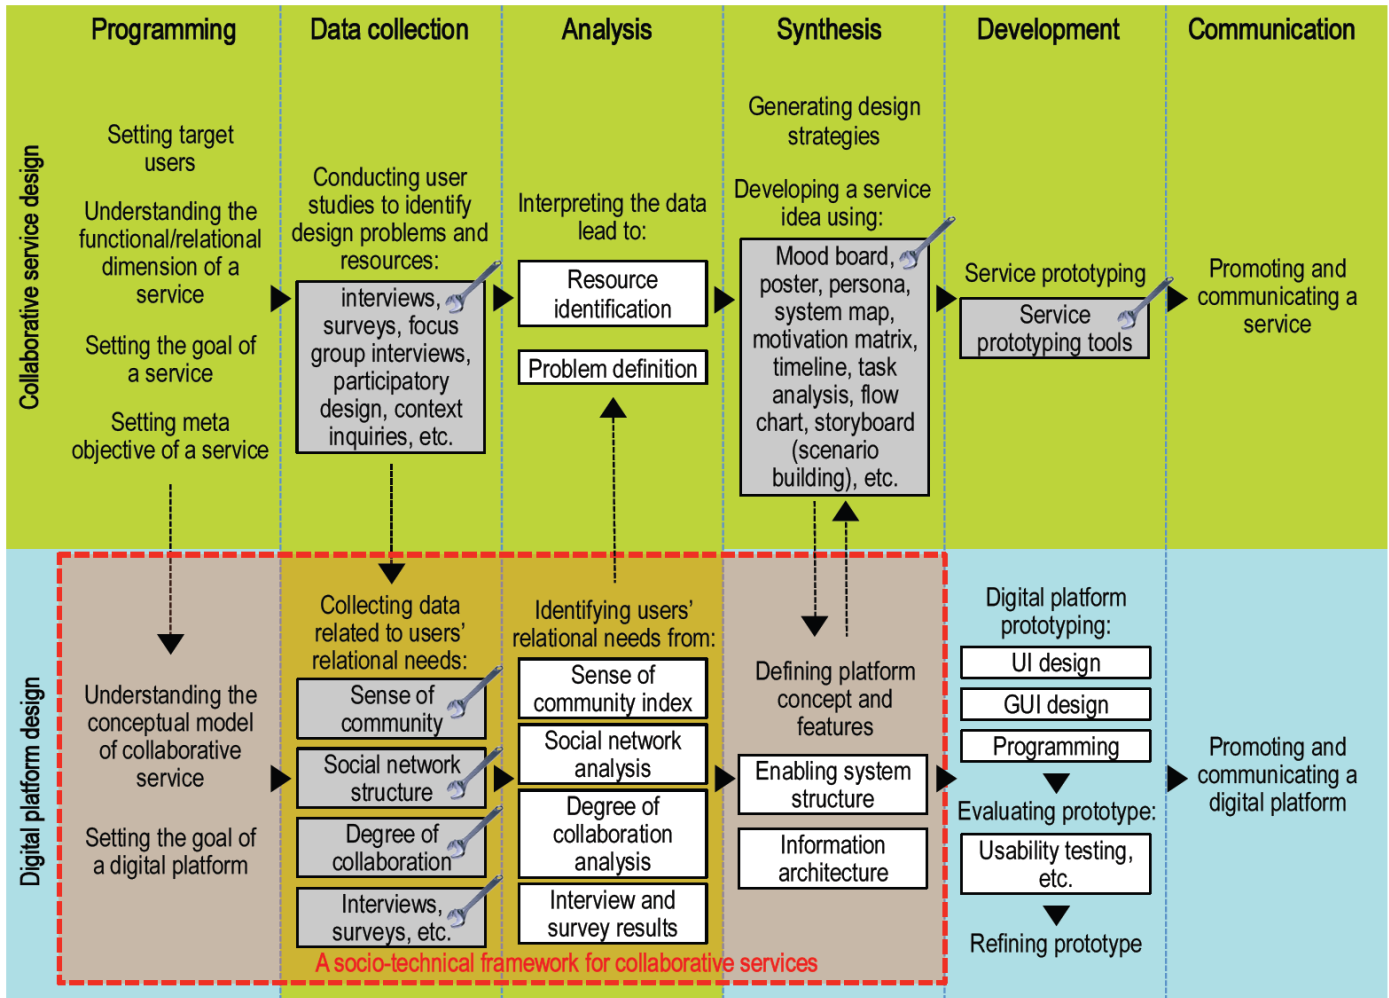 Programming
Data collection
Analysis
Synthesis
Development
Communication
Collaborative service design
Setting target
users
Understanding the
functional/relational
dimension of a
service
Setting the goal of
a service
Setting meta
objective of a service
Conducting user
studies to identify
design problems and
resources:
interviews,
surveys, focus
group interviews,
participatory
design, context
inquiries, etc.
Interpreting the data
lead to:
Resource
identification
Problem definition
Generating design
strategies
Developing a service
idea using:
Mood board,
poster, persona,
system map,
motivation matrix,
timeline, task
analysis, flow
chart, storyboard
(scenario
building), etc.
Service prototyping
Service
prototyping tools
Promoting and
communicating a
service
Digital platform design
Understanding the
conceptual model
of collaborative
service
Setting the goal of
a digital platform
Collecting data
related to users'
relational needs:
Sense of
community
Social network
structure
Degree of
collaboration
Interviews,
surveys, etc.
Identifying users'
relational needs from:
Sense of
community index
Social network
analysis
Degree of
collaboration
analysis
Interview and
survey results
Defining platform
concept and
features
Enabling system
structure
Information
architecture
Digital platform
prototyping:
UI design
GUI design
Programming
Evaluating prototype:
Usability testing,
etc.
Refining prototype
Promoting and
communicating a
digital platform
A socio-technical framework for collaborative services